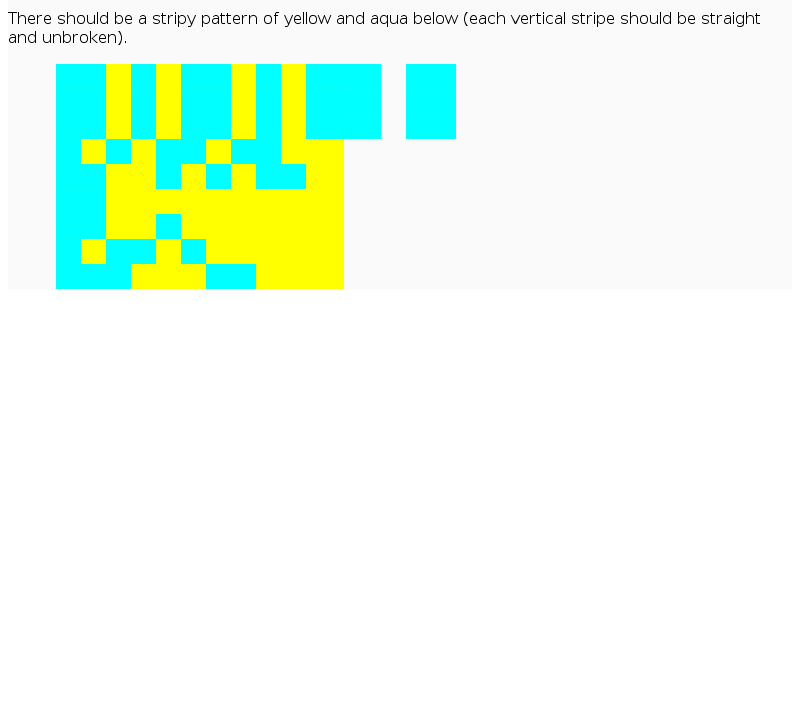 There should be a stripy pattern of yellow and aqua below (each vertical stripe should be straight
and unbroken).